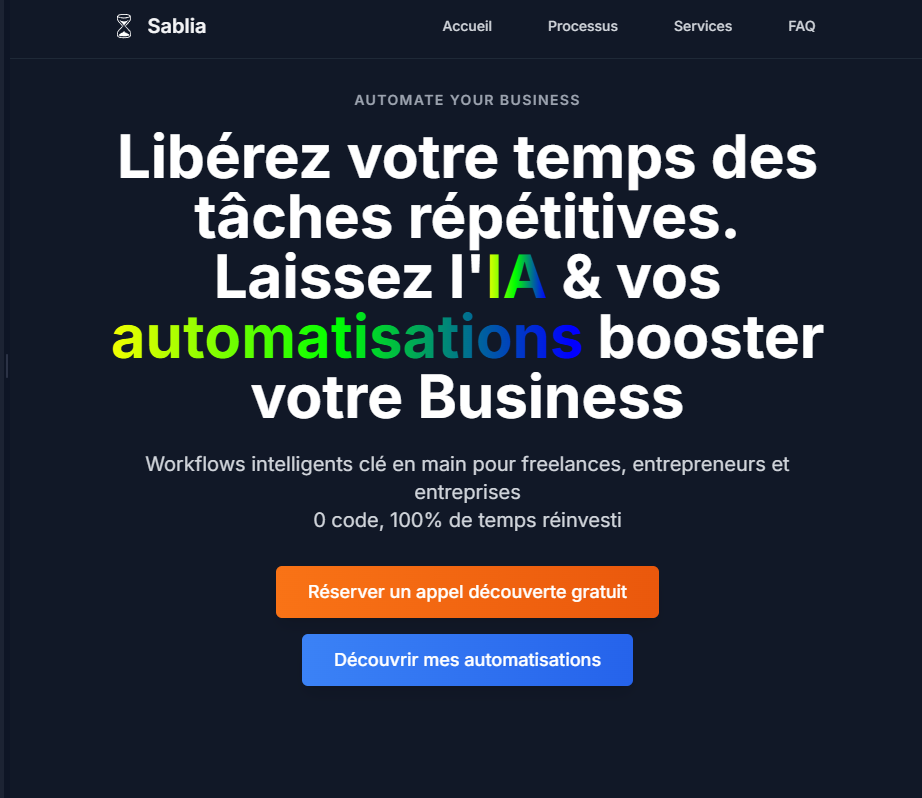 Sablia
Accueil
Processus
Services
FAQ
AUTOMATE YOUR BUSINESS
Libérez votre temps des
tâches répétitives.
Laissez l'IA & vos
automatisations booster
votre Business
Workflows intelligents clé en main pour freelances, entrepreneurs et
entreprises
0 code, 100% de temps réinvesti
Réserver un appel découverte gratuit
Découvrir mes automatisations